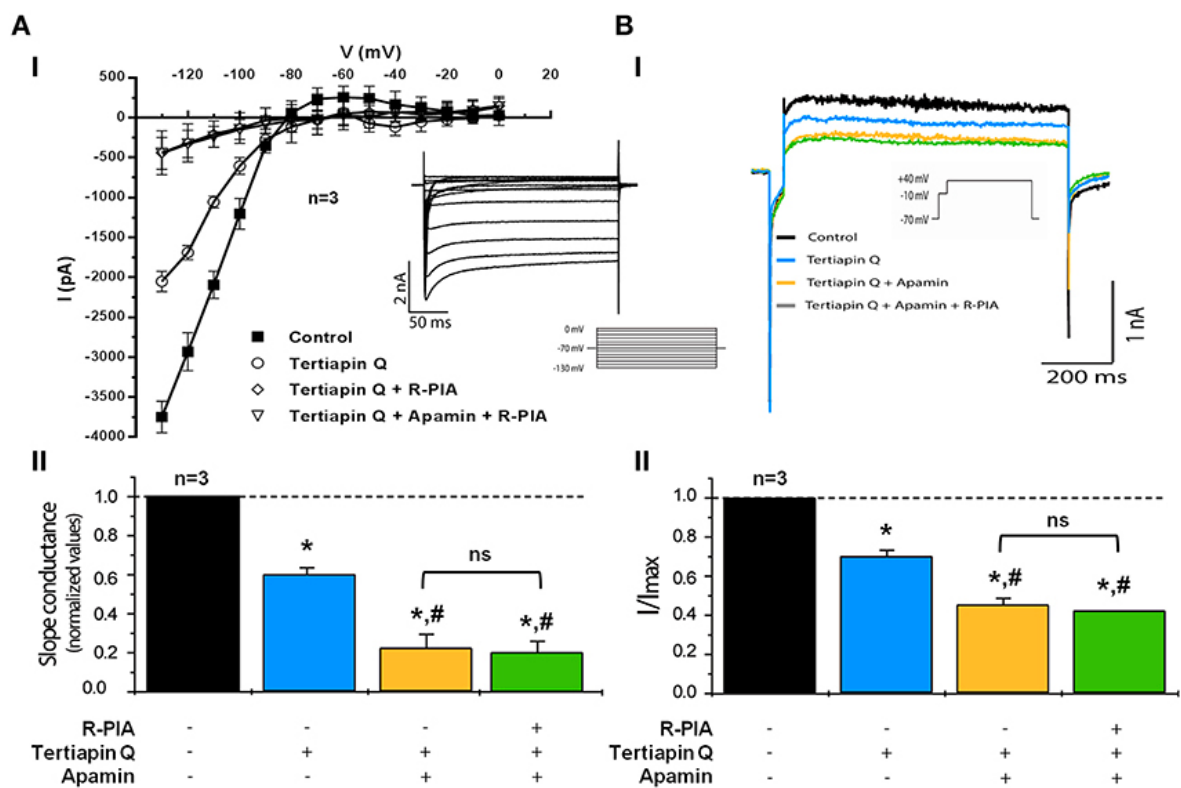 A
B
I
V (mV)
-120 -100 -80 -60 -40 -20 0 20
500
0
-500
-1000
-1500
-2000
-2500
-3000
-3500
-4000
I (pA)
n=3
2 nA
50 ms
0 mV
-70 mV
-130 mV
Control
Tertiapin Q
Tertiapin Q + R-PIA
Tertiapin Q + Apamin + R-PIA
I
+40 mV
-10 mV
-70 mV
Control
Tertiapin Q
Tertiapin Q + Apamin
Tertiapin Q + Apamin + R-PIA
1 nA
200 ms
II
n=3
Slope conductance
(normalized values)
1.0
0.8
0.6
0.4
0.2
0.0
*
*,#
ns
*,#
R-PIA - - - +
Tertiapin Q - + + +
Apamin - - + +
II
n=3
I/Imax
1.0
0.8
0.6
0.4
0.2
0.0
*
*,#
ns
*,#
R-PIA - - - +
Tertiapin Q - + + +
Apamin - - + +